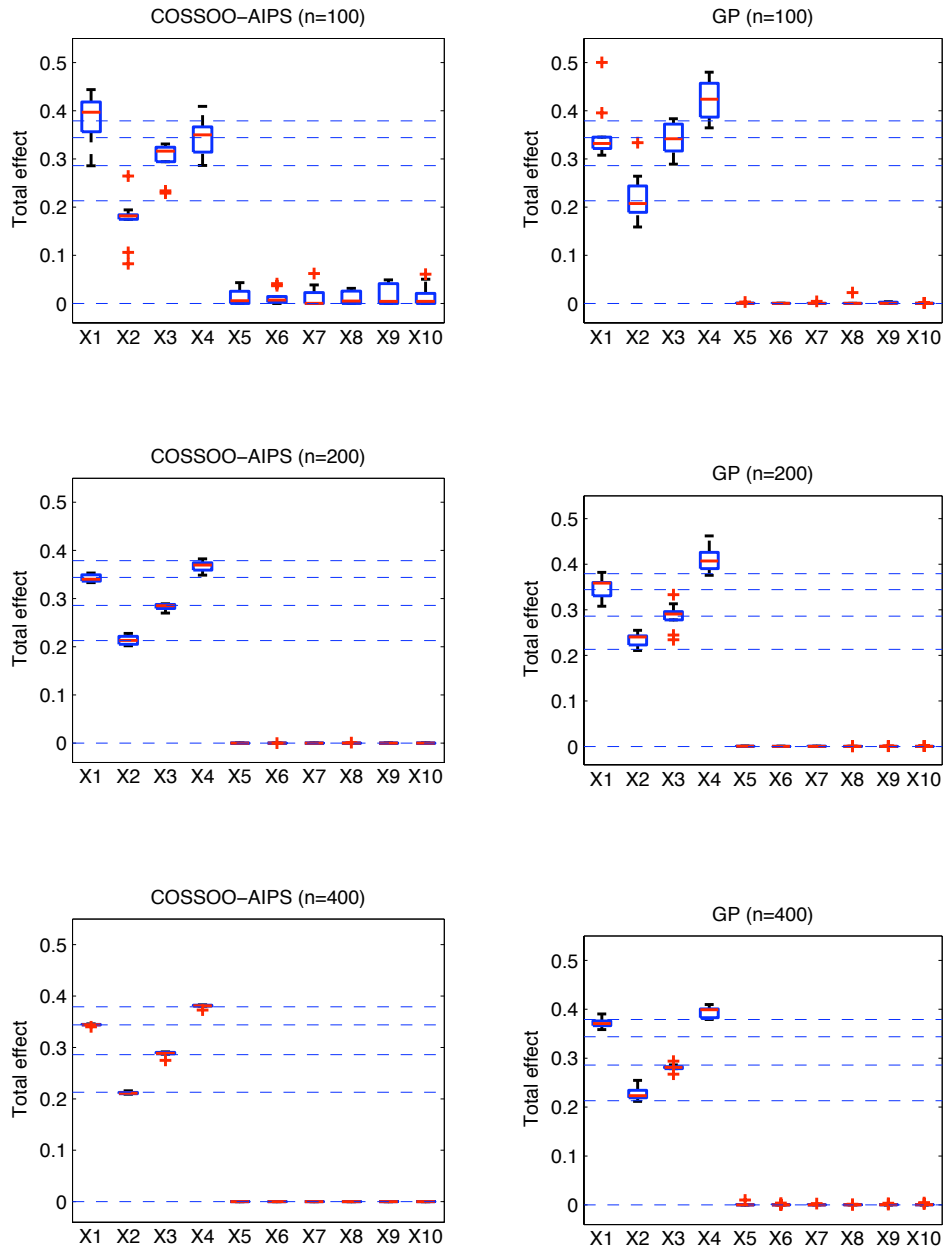 COSSOO−AIPS (n=100)
Total effect
0.5
0.4
0.3
0.2
0.1
0
X1 X2 X3 X4 X5 X6 X7 X8 X9 X10
GP (n=100)
Total effect
0.5
0.4
0.3
0.2
0.1
0
X1 X2 X3 X4 X5 X6 X7 X8 X9 X10
COSSOO−AIPS (n=200)
Total effect
0.5
0.4
0.3
0.2
0.1
0
X1 X2 X3 X4 X5 X6 X7 X8 X9 X10
GP (n=200)
Total effect
0.5
0.4
0.3
0.2
0.1
0
X1 X2 X3 X4 X5 X6 X7 X8 X9 X10
COSSOO−AIPS (n=400)
Total effect
0.5
0.4
0.3
0.2
0.1
0
X1 X2 X3 X4 X5 X6 X7 X8 X9 X10
GP (n=400)
Total effect
0.5
0.4
0.3
0.2
0.1
0
X1 X2 X3 X4 X5 X6 X7 X8 X9 X10